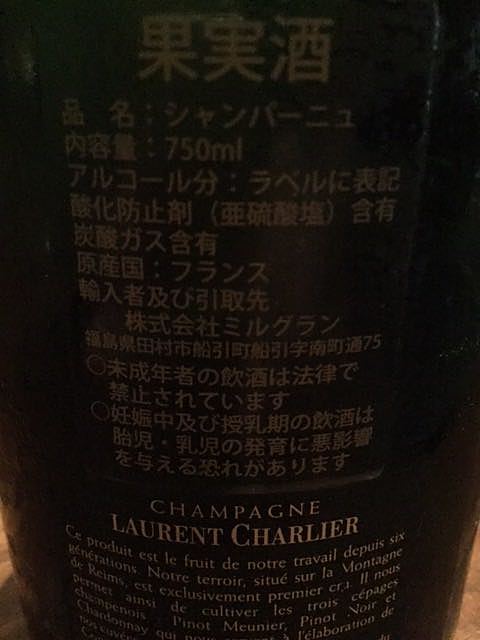 果実酒
品　名：シャンパーニュ
内容量：750ml
アルコール分：ラベルに表記
酸化防止剤（亜硫酸塩）含有
炭酸ガス含有
原産国：フランス
輸入者及び引取先
株式会社ミルグラン
福島県田村市船引町船引字南町通75
○未成年者の飲酒は法律で
禁止されています
○妊娠中及び授乳期の飲酒は
胎児・乳児の発育に悪影響
を与える恐れがあります
CHAMPAGNE
LAURENT CHARLIER
Ce produit est le fruit de notre travail depuis six
générations. Notre terroir, situé sur la Montagne
de Reims, est exclusivement premier cru. Il nous
permet ainsi de cultiver les trois cépages
champenois : Pinot Meunier, Pinot Noir et
Chardonnay qui nous servent à l'élaboration de
nos cuvées